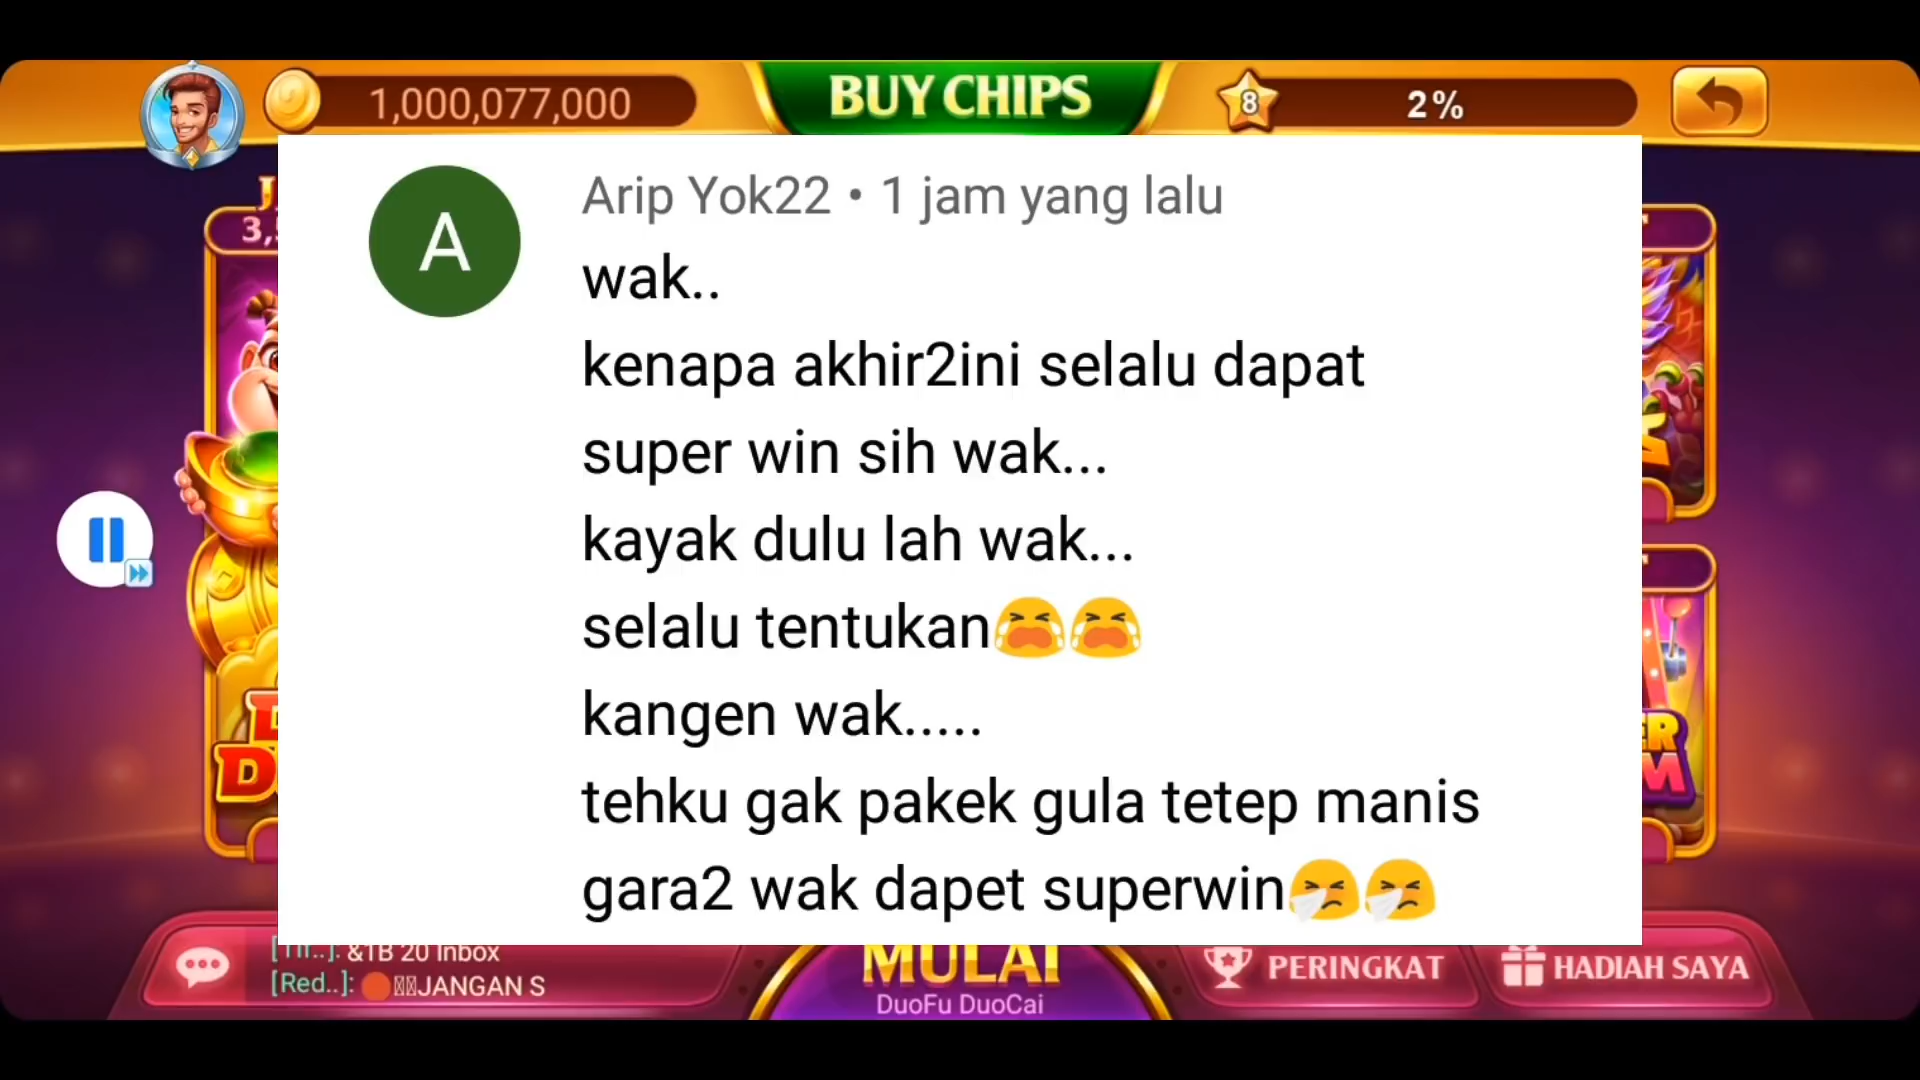 1,000,077,000
BUY CHIPS
8
2%
A
Arip Yok22 • 1 jam yang lalu
wak..
kenapa akhir2ini selalu dapat
super win sih wak...
kayak dulu lah wak...
selalu tentukan😭😭
kangen wak.....
tehku gak pakek gula tetep manis
gara2 wak dapet superwin🤧🤧
&1B 20 Inbox
[Red..]: JANGAN S
MULAI
DuoFu DuoCai
PERINGKAT
HADIAH SAYA